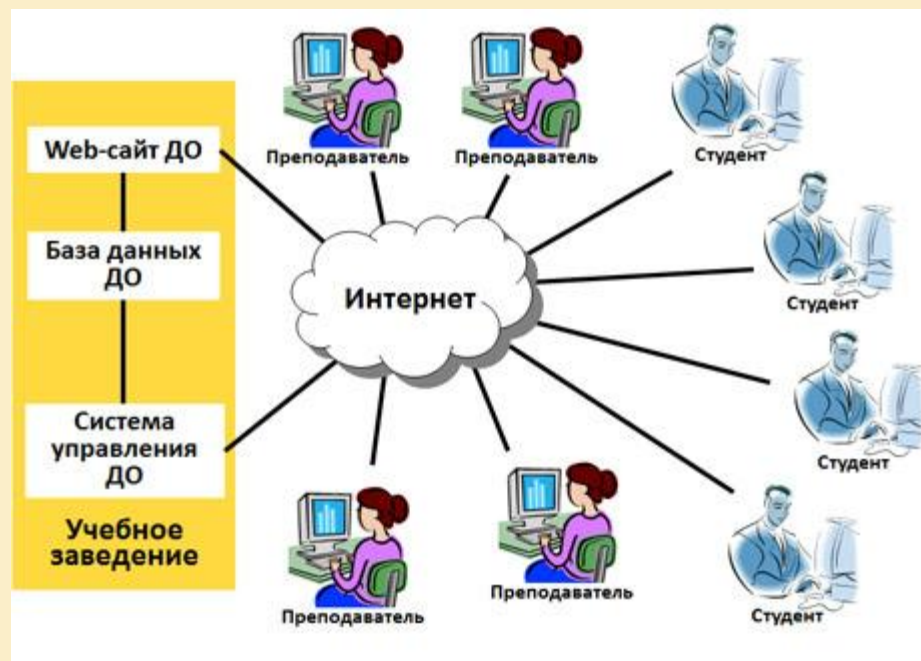 Web-сайт ДО
База данных
ДО
Система
управления
ДО
Учебное
заведение
Преподаватель
Преподаватель
Студент
Студент
Интернет
Студент
Преподаватель
Преподаватель
Студент